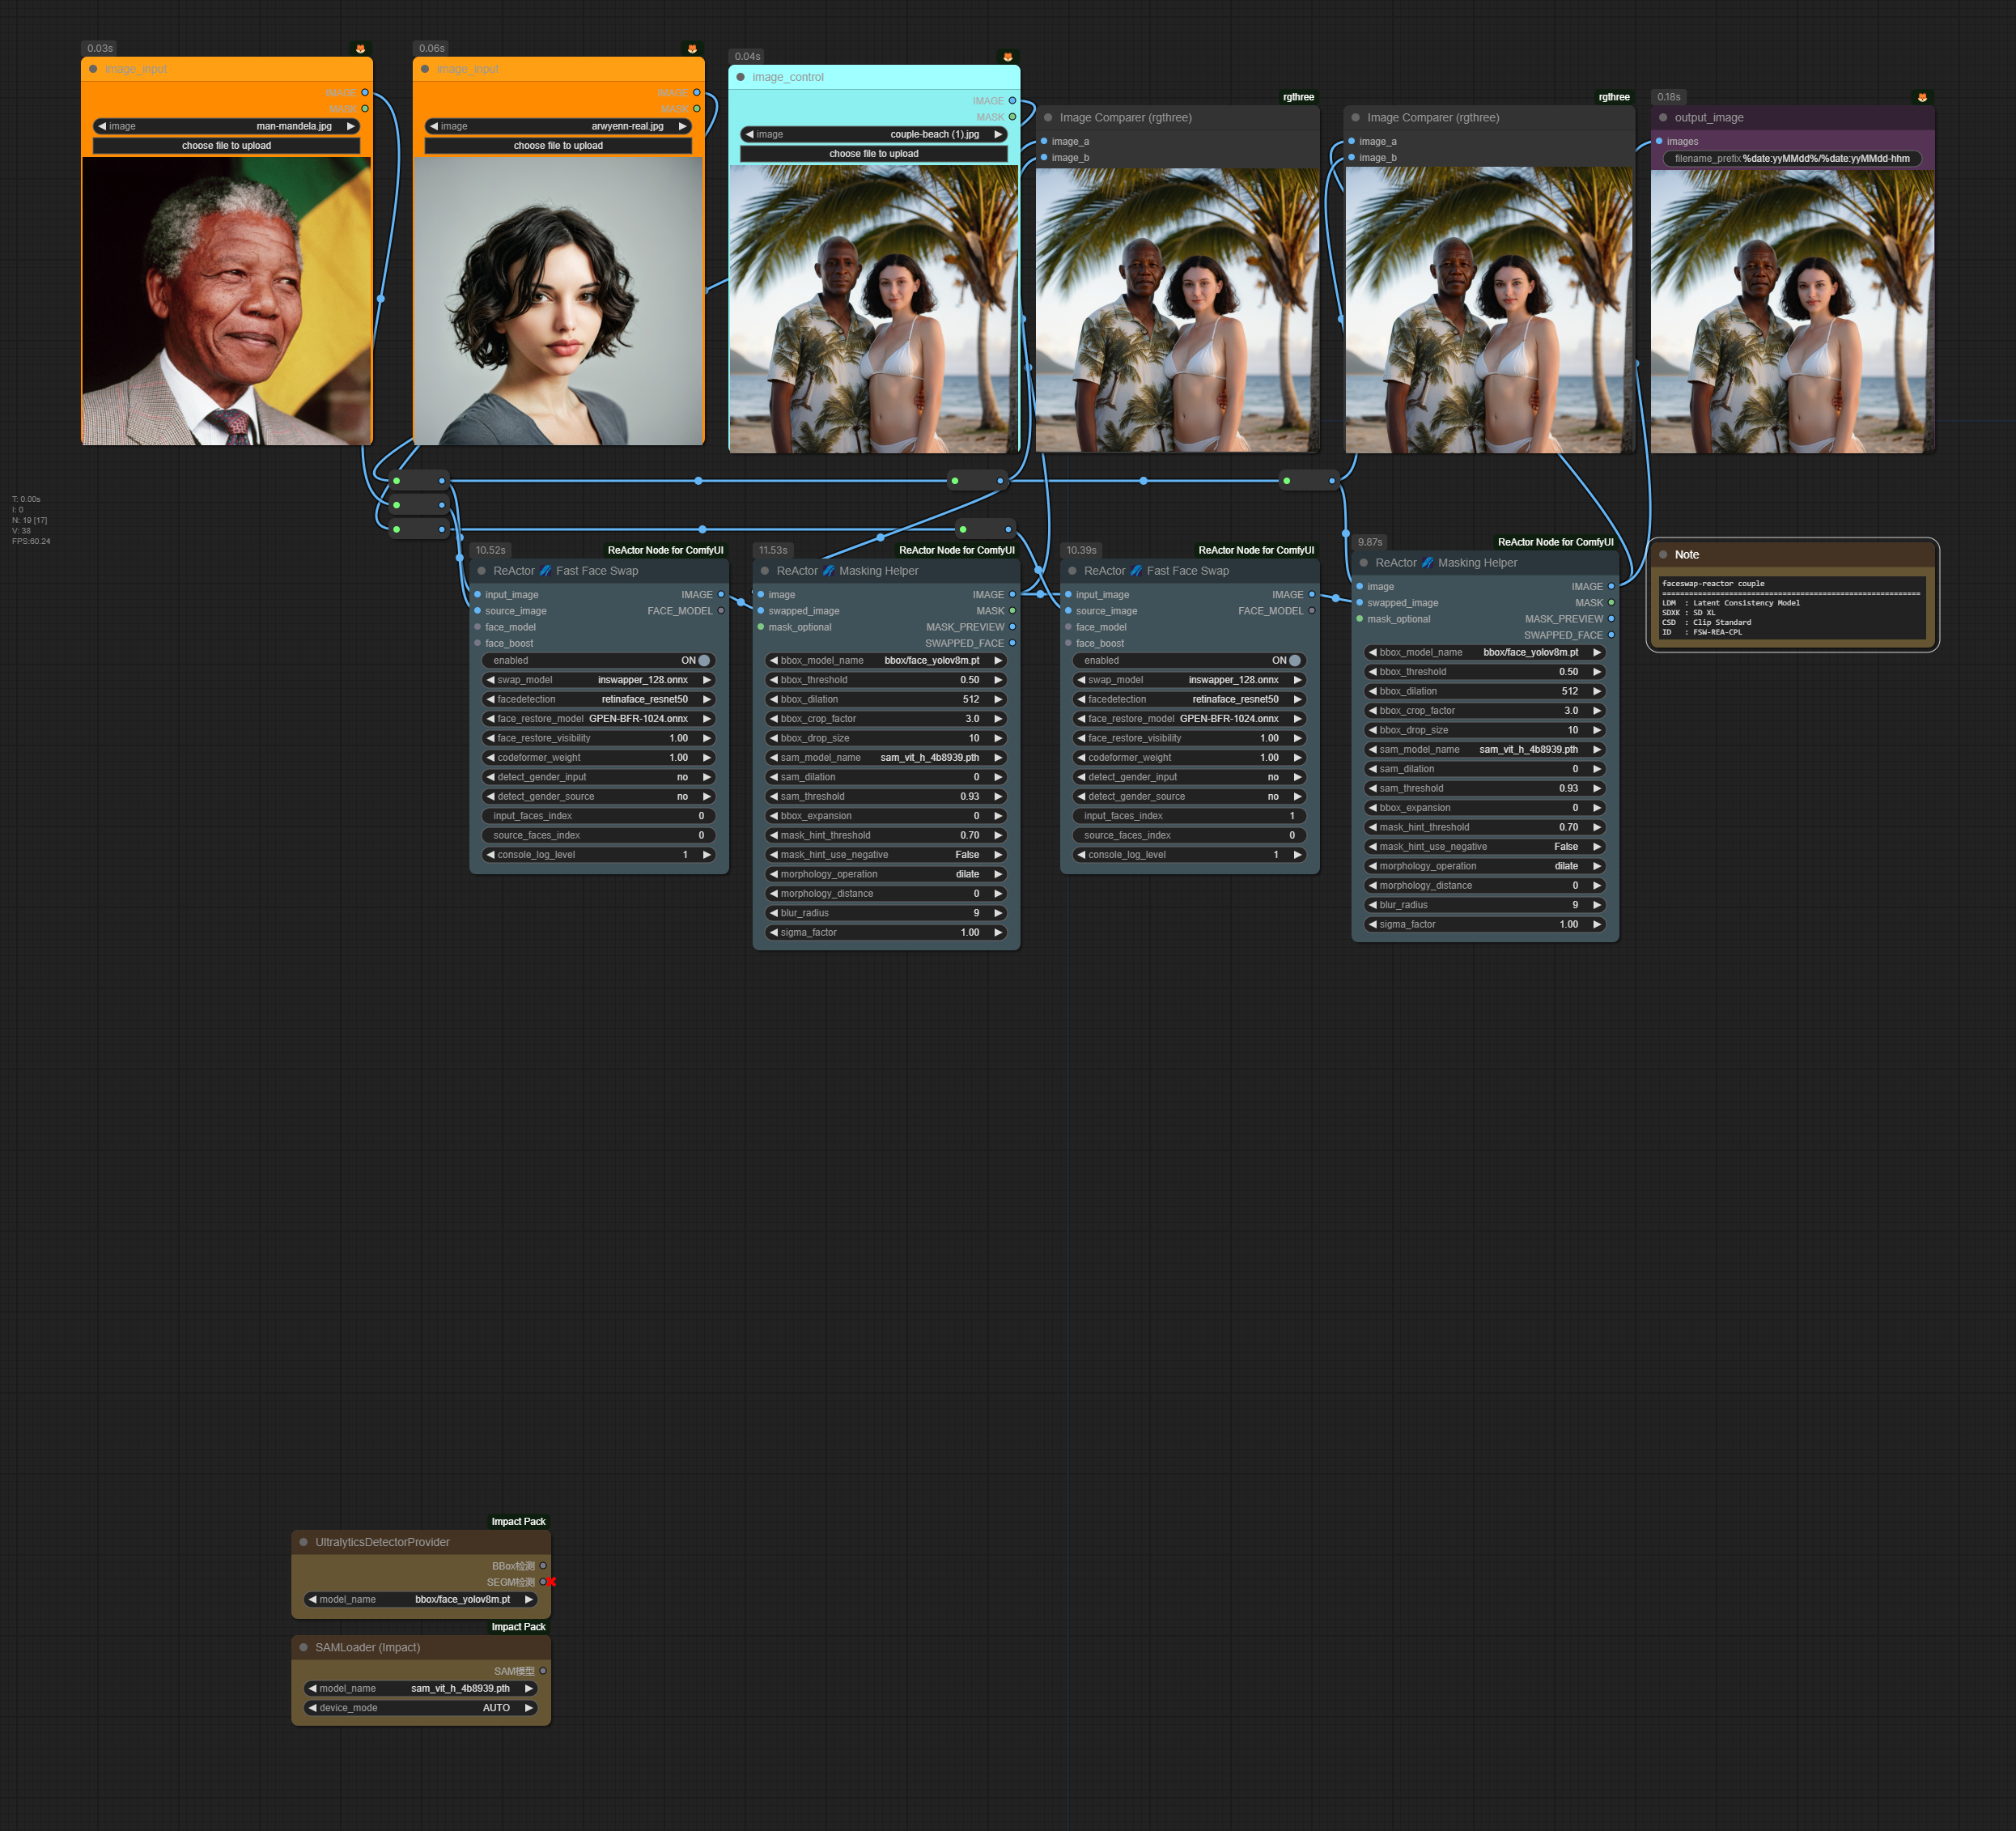 0.03s
image_input
IMAGE
MASK
image man-mandela.jpg
choose file to upload
0.06s
image_input
IMAGE
MASK
image arwyenn-real.jpg
choose file to upload
0.04s
image_control
IMAGE
MASK
image couple-beach (1).jpg
choose file to upload
rgthree
Image Comparer (rgthree)
image_a
image_b
rgthree
Image Comparer (rgthree)
image_a
image_b
0.18s
output_image
images
filename_prefix %date:yyMMdd%/%date:yyMMdd-hhm
T: 0.00s
I: 0
N: 19 [17]
V: 38
FPS:60.24
10.52s
ReActor Node for ComfyUI
ReActor Fast Face Swap
input_image IMAGE
source_image FACE_MODEL
face_model
face_boost
enabled ON
swap_model inswapper_128.onnx
facedetection retinaface_resnet50
face_restore_model GPEN-BFR-1024.onnx
face_restore_visibility 1.00
codeformer_weight 1.00
detect_gender_input no
detect_gender_source no
input_faces_index 0
source_faces_index 0
console_log_level 1
11.53s
ReActor Node for ComfyUI
ReActor Masking Helper
image IMAGE
swapped_image MASK
mask_optional MASK_PREVIEW
SWAPPED_FACE
bbox_model_name bbox/face_yolov8m.pt
bbox_threshold 0.50
bbox_dilation 512
bbox_crop_factor 3.0
bbox_drop_size 10
sam_model_name sam_vit_h_4b8939.pth
sam_dilation 0
sam_threshold 0.93
bbox_expansion 0
mask_hint_threshold 0.70
mask_hint_use_negative False
morphology_operation dilate
morphology_distance 0
blur_radius 9
sigma_factor 1.00
10.39s
ReActor Node for ComfyUI
ReActor Fast Face Swap
input_image IMAGE
source_image FACE_MODEL
face_model
face_boost
enabled ON
swap_model inswapper_128.onnx
facedetection retinaface_resnet50
face_restore_model GPEN-BFR-1024.onnx
face_restore_visibility 1.00
codeformer_weight 1.00
detect_gender_input no
detect_gender_source no
input_faces_index 1
source_faces_index 0
console_log_level 1
9.87s
ReActor Node for ComfyUI
ReActor Masking Helper
image IMAGE
swapped_image MASK
mask_optional MASK_PREVIEW
SWAPPED_FACE
bbox_model_name bbox/face_yolov8m.pt
bbox_threshold 0.50
bbox_dilation 512
bbox_crop_factor 3.0
bbox_drop_size 10
sam_model_name sam_vit_h_4b8939.pth
sam_dilation 0
sam_threshold 0.93
bbox_expansion 0
mask_hint_threshold 0.70
mask_hint_use_negative False
morphology_operation dilate
morphology_distance 0
blur_radius 9
sigma_factor 1.00
Note
faceswap-reactor couple
==========================================================
LDM : Latent Consistency Model
SDXK : SD XL
CSD : Clip Standard
ID : FSW-REA-CPL
Impact Pack
UltralyticsDetectorProvider
BBox检测
SEGM检测
model_name bbox/face_yolov8m.pt
Impact Pack
SAMLoader (Impact)
SAM模型
model_name sam_vit_h_4b8939.pth
device_mode AUTO